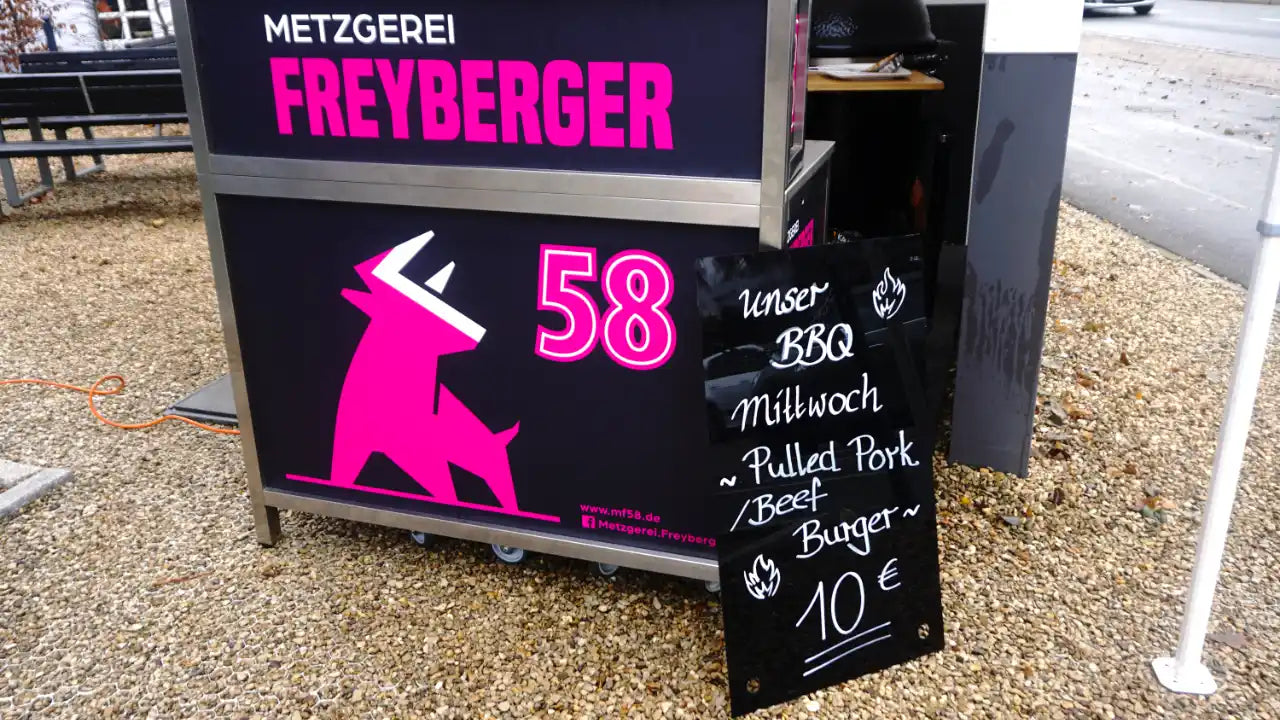 METZGEREI
FREYBERGER
58
www.mf58.de
Metzgerei.Freyberg
unser
BBQ
Mittwoch
~ Pulled Pork
/Beef
Burger ~
10 €